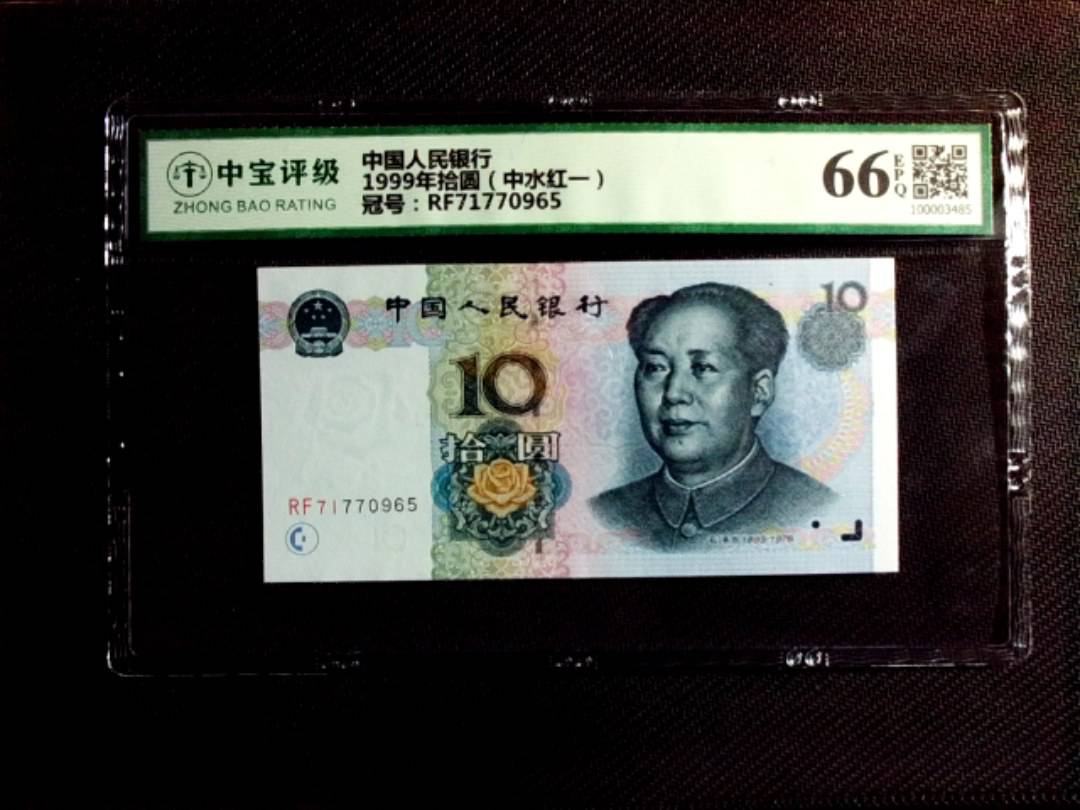 中宝评级
ZHONG BAO RATING
中国人民银行
1999年拾圆（中水红一）
冠号：RF71770965
66
EPQ
100003485
中国人民银行
10
10
拾圆
RF71770965